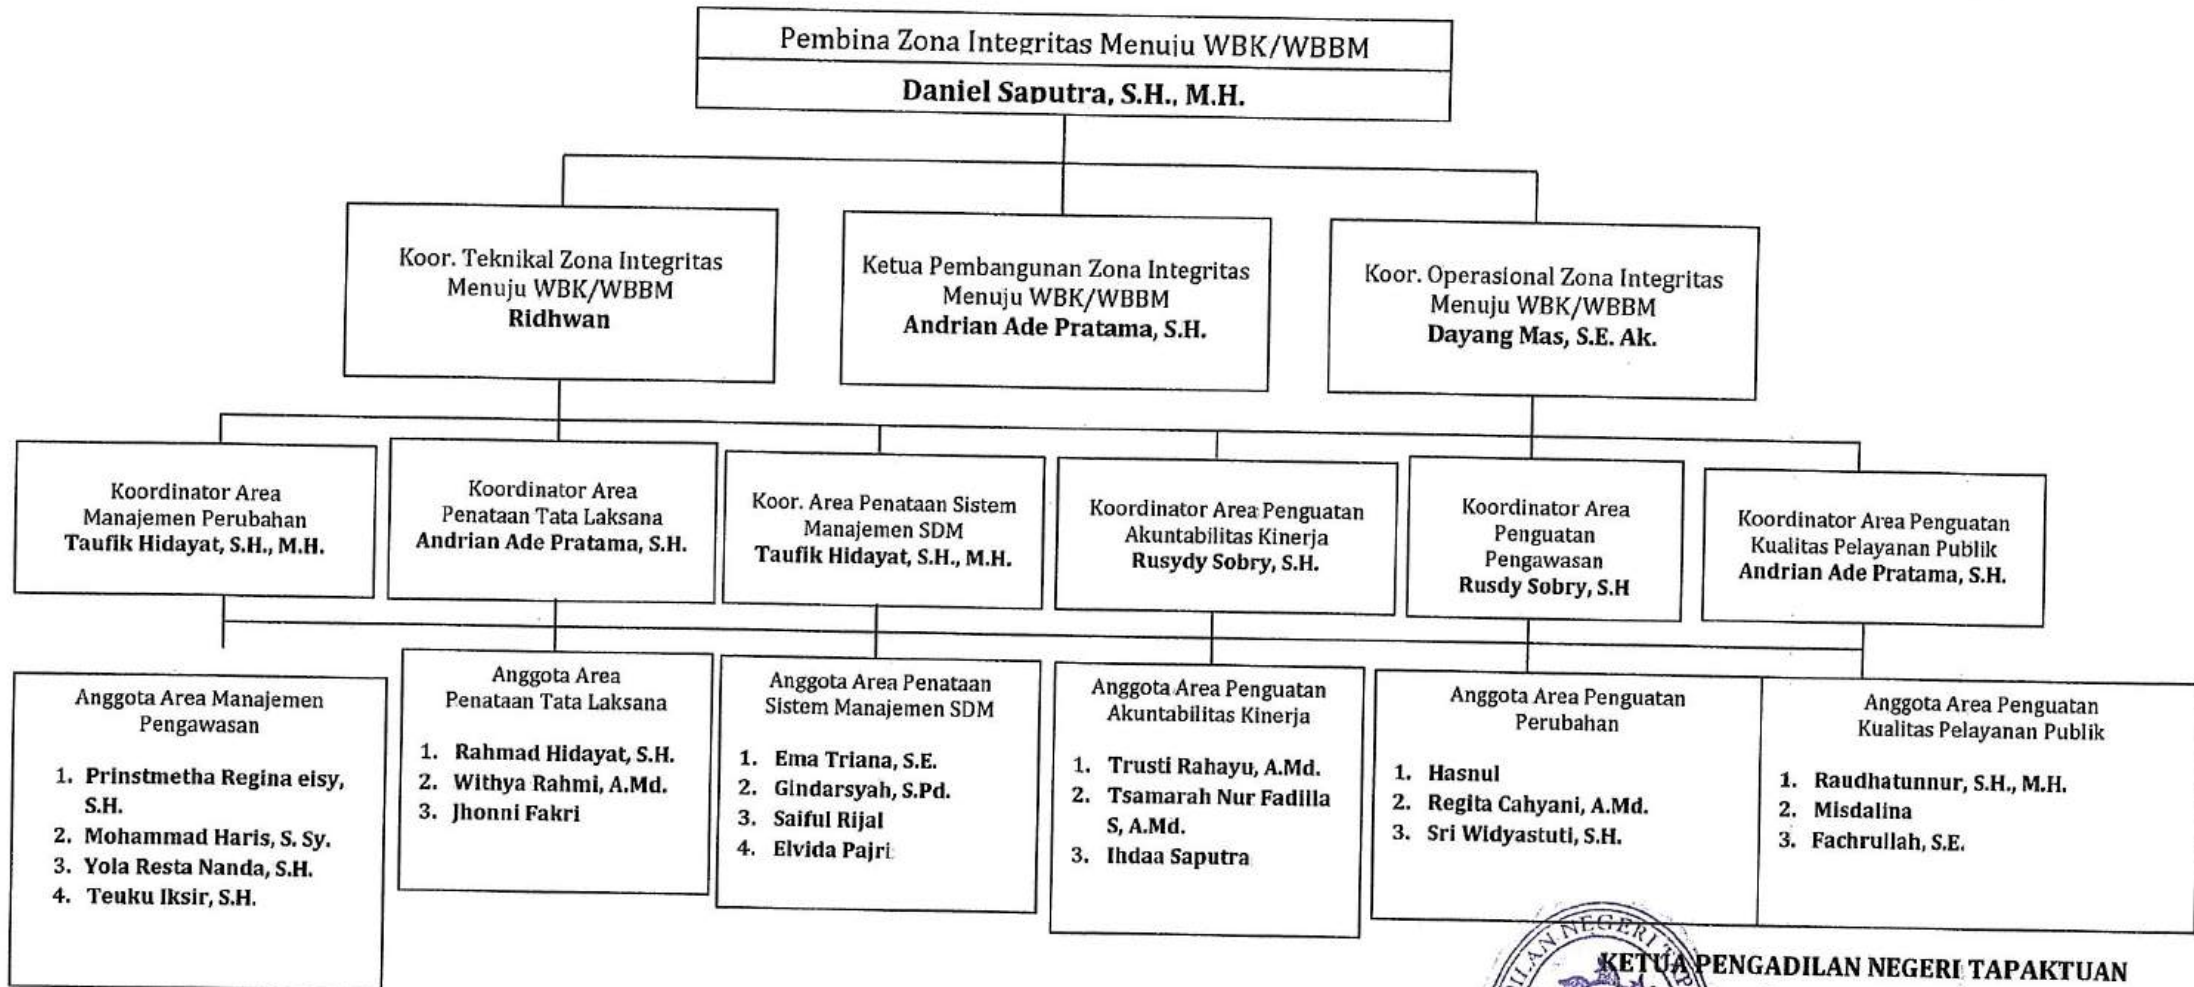 Pembina Zona Integritas Menuju WBK/WBBM
Daniel Saputra, S.H., M.H.
Koor. Teknikal Zona Integritas
Menuju WBK/WBBM
Ridhwan
Ketua Pembangunan Zona Integritas
Menuju WBK/WBBM
Andrian Ade Pratama, S.H.
Koor. Operasional Zona Integritas
Menuju WBK/WBBM
Dayang Mas, S.E. Ak.
Koordinator Area
Manajemen Perubahan
Taufik Hidayat, S.H., M.H.
Koordinator Area
Penataan Tata Laksana
Andrian Ade Pratama, S.H.
Koor. Area Penataan Sistem
Manajemen SDM
Taufik Hidayat, S.H., M.H.
Koordinator Area Penguatan
Akuntabilitas Kinerja
Rusydy Sobry, S.H.
Koordinator Area
Penguatan
Pengawasan
Rusdy Sobry, S.H
Koordinator Area Penguatan
Kualitas Pelayanan Publik
Andrian Ade Pratama, S.H.
Anggota Area Manajemen
Pengawasan
1. Prinstmetha Regina eisy,
S.H.
2. Mohammad Haris, S. Sy.
3. Yola Resta Nanda, S.H.
4. Teuku Iksir, S.H.
Anggota Area
Penataan Tata Laksana
1. Rahmad Hidayat, S.H.
2. Withya Rahmi, A.Md.
3. Jhonni Fakri
Anggota Area Penataan
Sistem Manajemen SDM
1. Ema Triana, S.E.
2. Gindarsyah, S.Pd.
3. Saiful Rijal
4. Elvida Pajri
Anggota Area Penguatan
Akuntabilitas Kinerja
1. Trusti Rahayu, A.Md.
2. Tsamarah Nur Fadilla
S, A.Md.
3. Ihdaa Saputra
Anggota Area Penguatan
Perubahan
1. Hasnul
2. Regita Cahyani, A.Md.
3. Sri Widyastuti, S.H.
Anggota Area Penguatan
Kualitas Pelayanan Publik
1. Raudhatunnur, S.H., M.H.
2. Misdalina
3. Fachrullah, S.E.
NEGERI
KETUA PENGADILAN NEGERI TAPAKTUAN